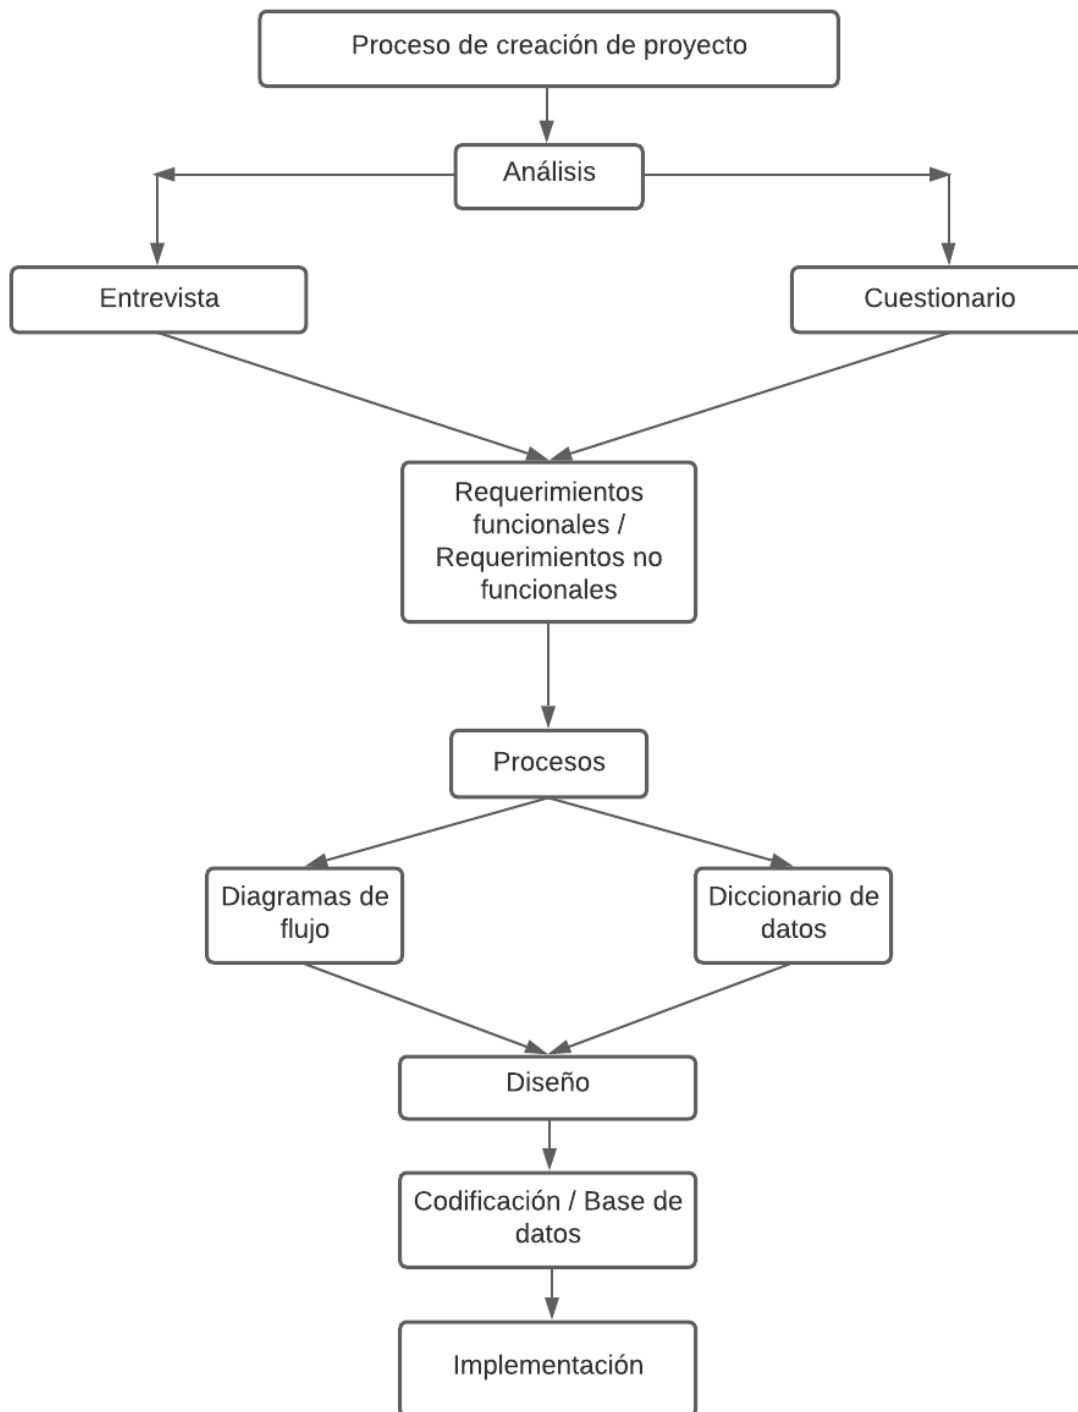 Proceso de creación de proyecto
Análisis
Entrevista
Cuestionario
Requerimientos
funcionales /
Requerimientos no
funcionales
Procesos
Diagramas de
flujo
Diccionario de
datos
Diseño
Codificación / Base de
datos
Implementación